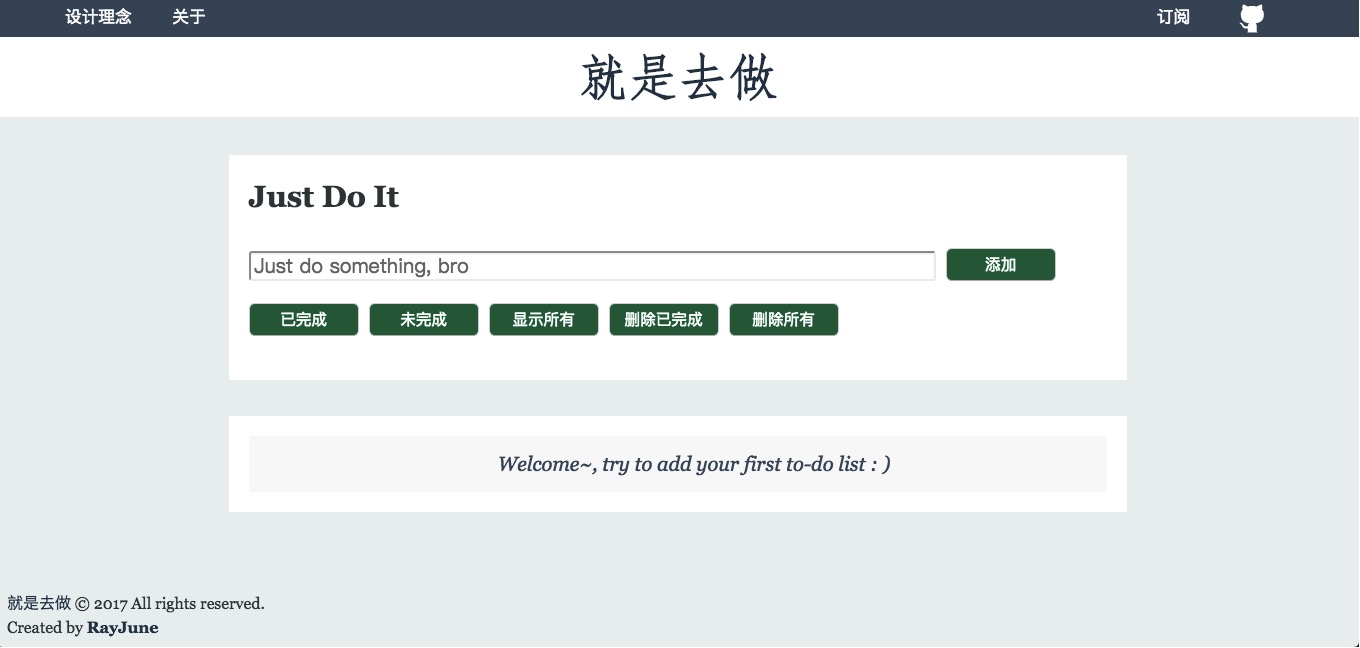 设计理念 关于 订阅
就是去做
Just Do It
Just do something, bro 添加
已完成 未完成 显示所有 删除已完成 删除所有
Welcome~, try to add your first to-do list : )
就是去做 © 2017 All rights reserved.
Created by RayJune